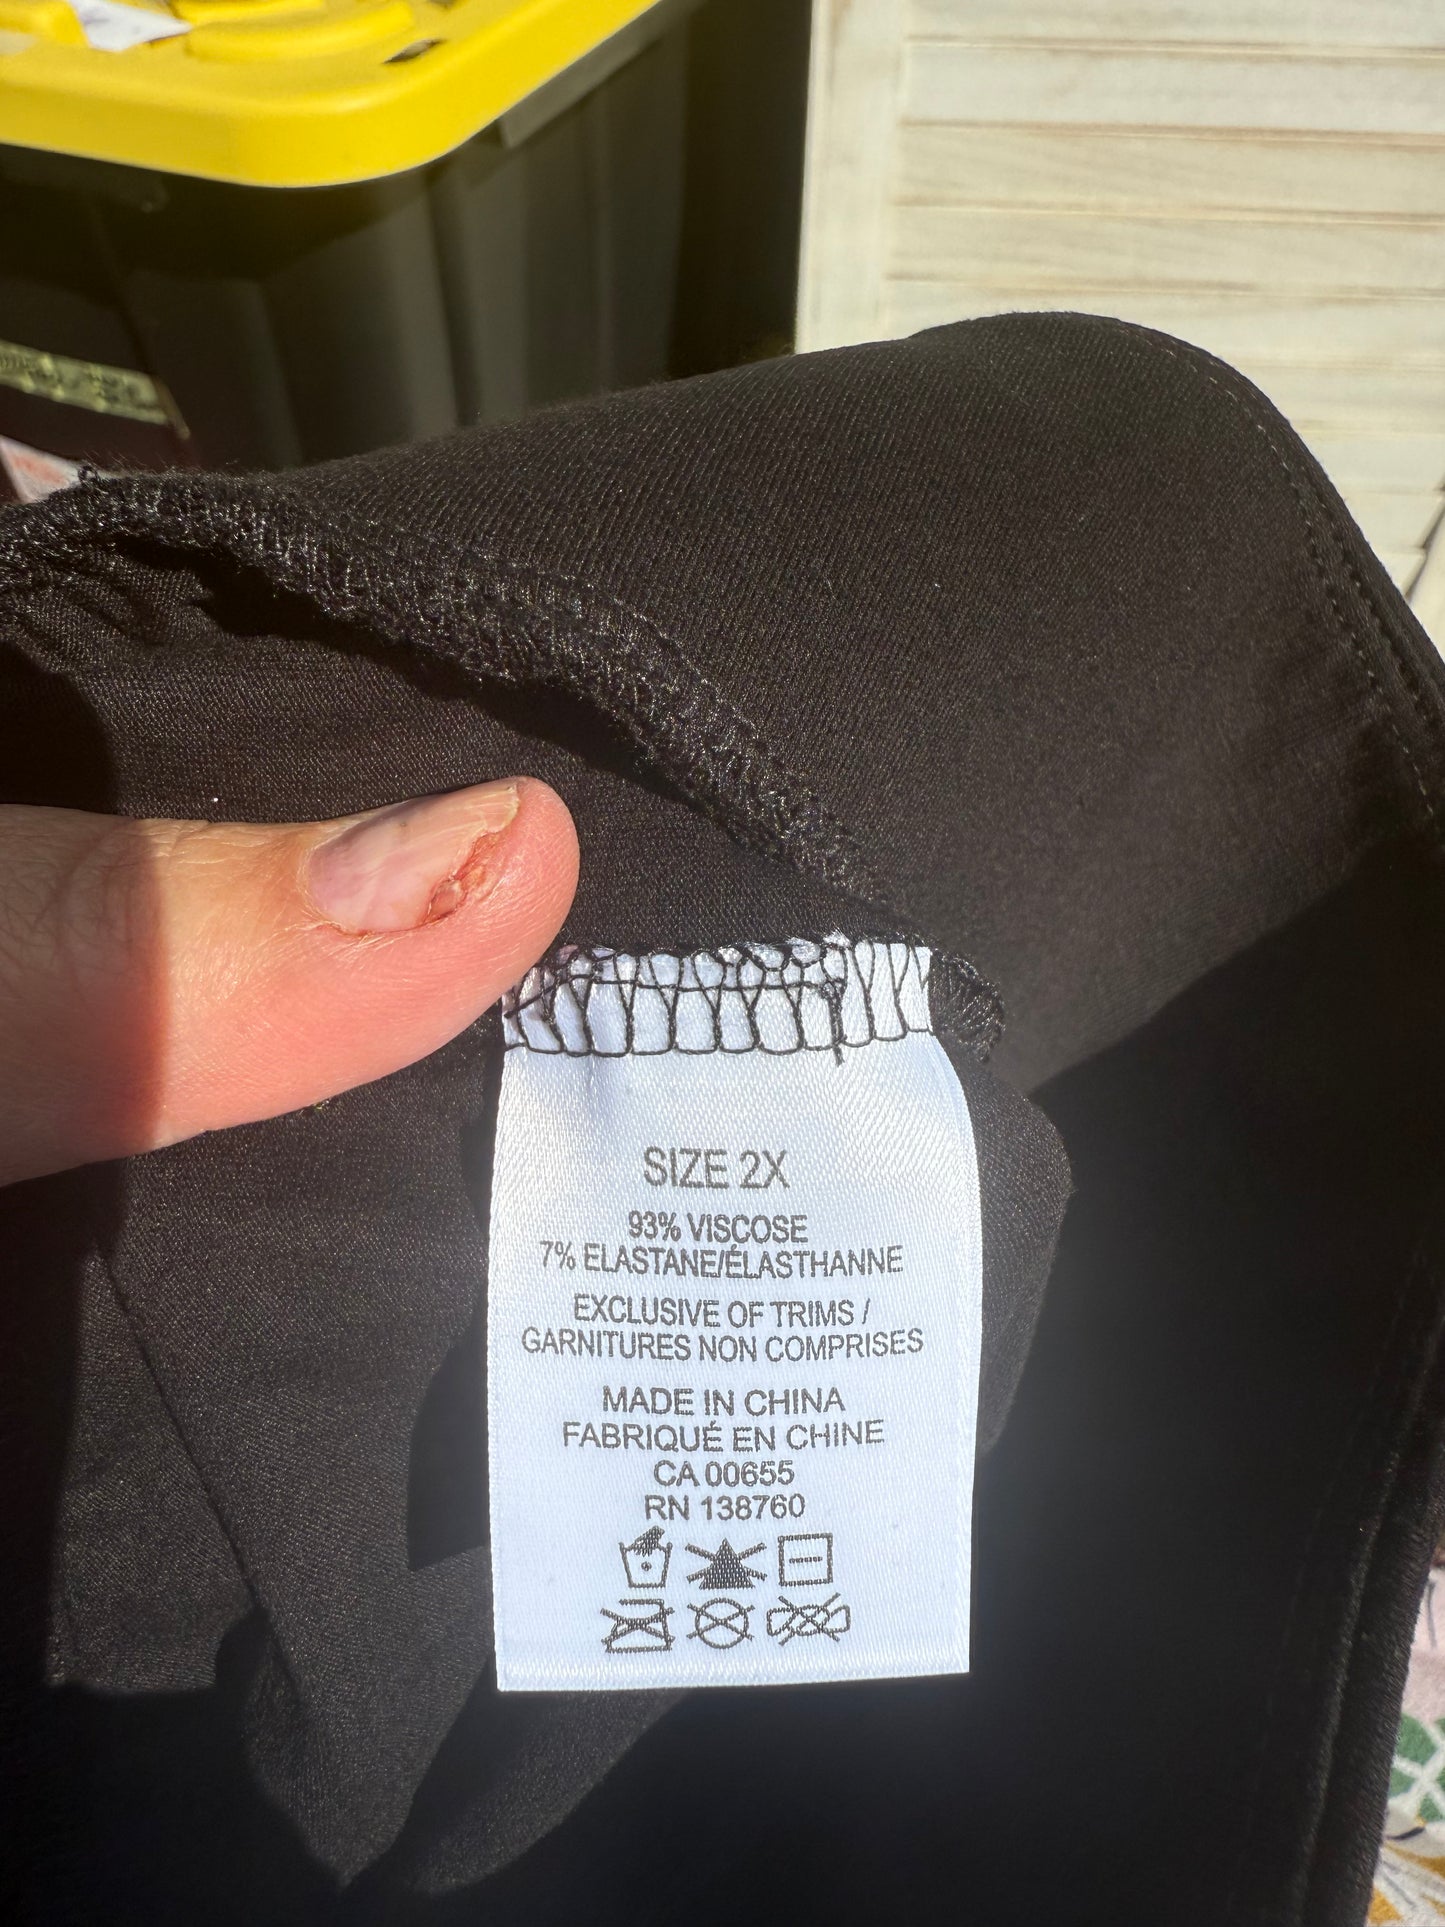 SIZE 2X
93% VISCOSE
7% ELASTANE/ÉLASTHANNE
EXCLUSIVE OF TRIMS /
GARNITURES NON COMPRISES
MADE IN CHINA
FABRIQUÉ EN CHINE
CA 00655
RN 138760